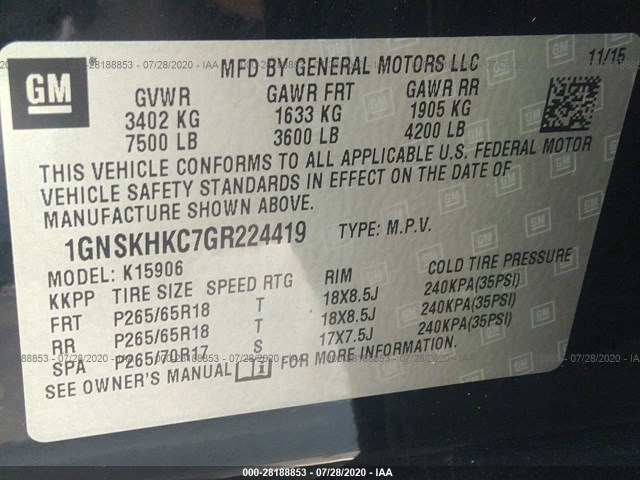 GM
®
MFD BY GENERAL MOTORS LLC
11/15
GVWR GAWR FRT GAWR RR
3402 KG 1633 KG 1905 KG
7500 LB 3600 LB 4200 LB
THIS VEHICLE CONFORMS TO ALL APPLICABLE U.S. FEDERAL MOTOR
VEHICLE SAFETY STANDARDS IN EFFECT ON THE DATE OF
MANUFACTURE SHOWN ABOVE.
1GNSKHKC7GR224419 TYPE: M.P.V.
MODEL: K15906
KKPP TIRE SIZE SPEED RTG RIM COLD TIRE PRESSURE
FRT P265/65R18 T 18X8.5J 240KPA(35PSI)
RR P265/65R18 T 18X8.5J 240KPA(35PSI)
SPA P265/70R17 S 17X7.5J 240KPA(35PSI)
SEE OWNER'S MANUAL i FOR MORE INFORMATION.
000-28188853 / 07/28/2020 - IAA